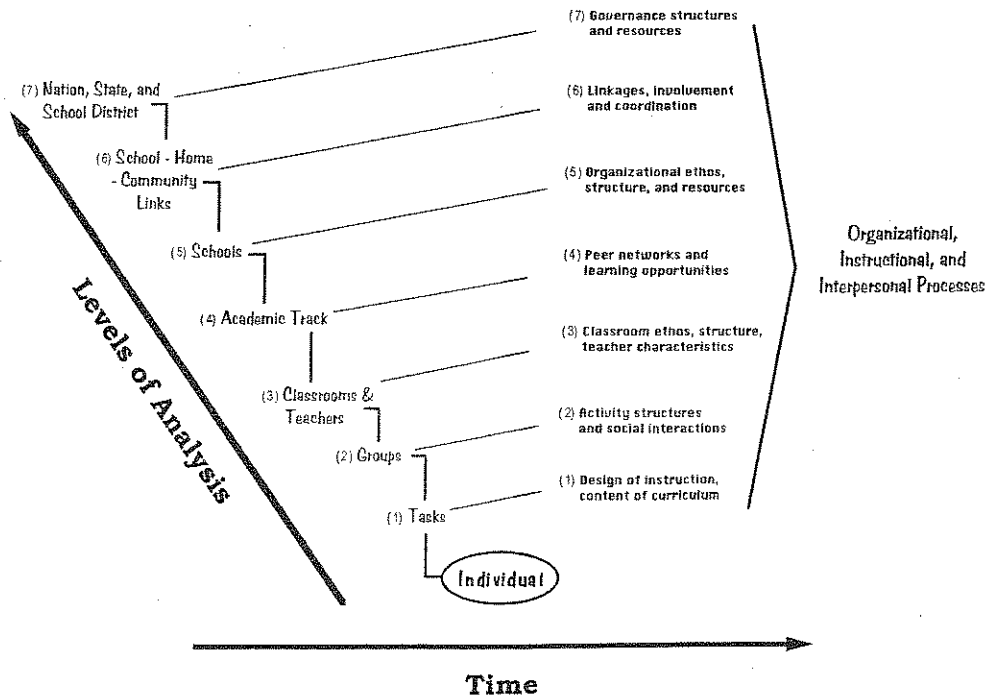 (7) Governance structures
and resources
(7) Nation, State, and
School District
(6) Linkages, involvement
and coordination
(6) School - Home
- Community
Links
(5) Organizational ethos,
structure, and resources
(5) Schools
(4) Peer networks and
learning opportunities
(4) Academic Track
(3) Classroom ethos, structure,
teacher characteristics
(3) Classrooms &
Teachers
(2) Activity structures
and social interactions
(2) Groups
(1) Design of instruction,
content of curriculum
(1) Tasks
Individual
Organizational,
Instructional, and
Interpersonal Processes
Levels of Analysis
Time